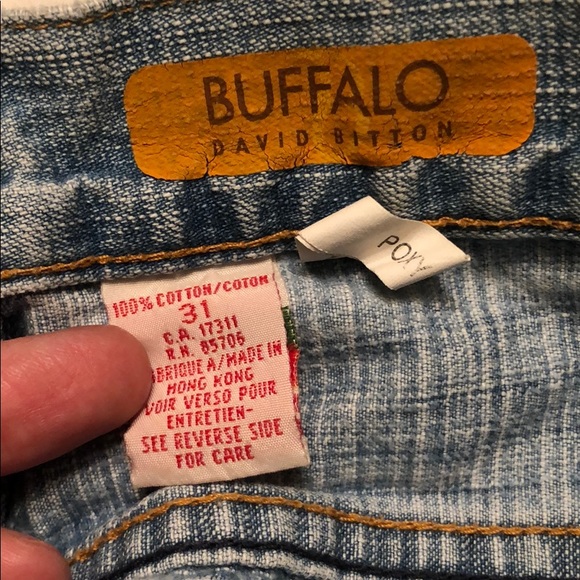 BUFFALO
DAVID BITTON
POXY
100% COTTON/COTON
31
C.A. 17311
R.N. 85706
FABRIQUE A/MADE IN
HONG KONG
VOIR VERSO POUR
ENTRETIEN-
SEE REVERSE SIDE
FOR CARE